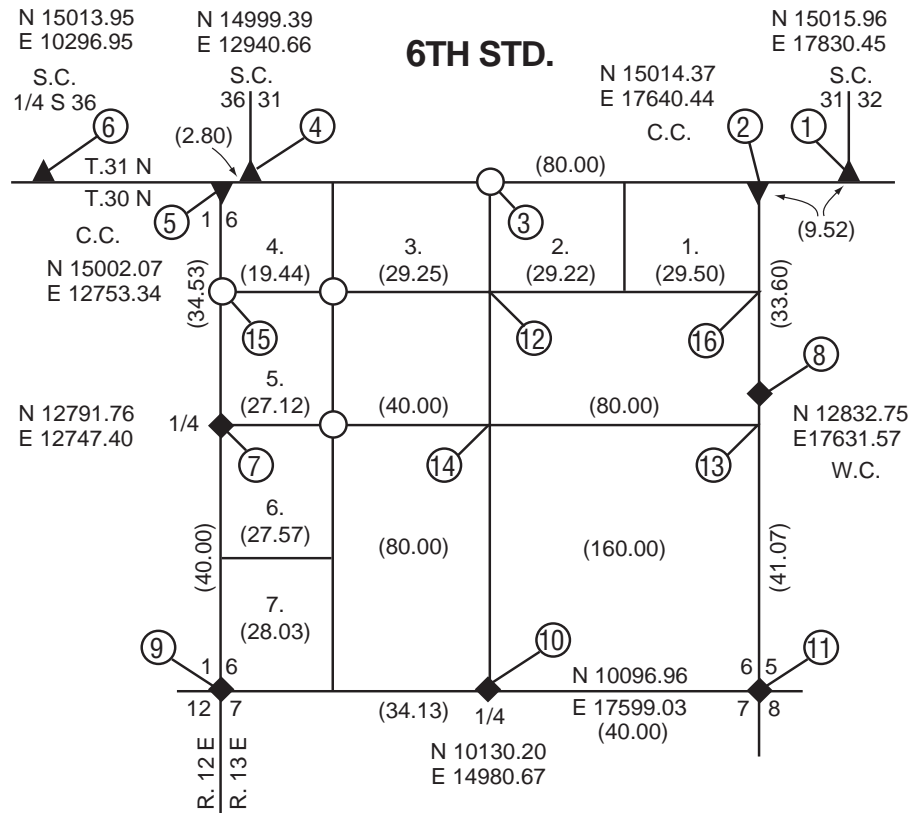 N 15013.95
E 10296.95
S.C.
1/4 S 36
6
N 14999.39
E 12940.66
S.C.
36 31
4
(2.80)
6TH STD.
N 15014.37
E 17640.44
C.C.
2
N 15015.96
E 17830.45
S.C.
31 32
1
T.31 N
T.30 N
(80.00)
3
5
1 6
C.C.
N 15002.07
E 12753.34
(9.52)
4.
(19.44)
3.
(29.25)
2.
(29.22)
1.
(29.50)
(34.53)
(33.60)
15
12
16
8
5.
(27.12)
(40.00)
(80.00)
N 12791.76
E 12747.40
1/4
7
14
13
N 12832.75
E17631.57
W.C.
6.
(27.57)
(80.00)
(160.00)
(40.00)
(41.07)
7.
(28.03)
9
10
11
1 6
12 7
N 10096.96
E 17599.03
(40.00)
6 5
7 8
(34.13)
1/4
N 10130.20
E 14980.67
R. 12 E
R. 13 E